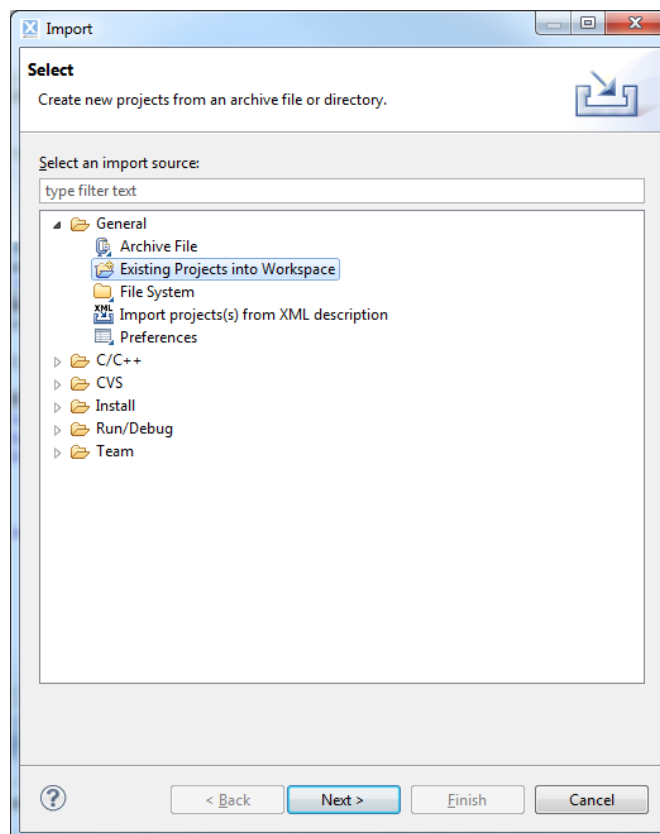 Import
Select
Create new projects from an archive file or directory.
Select an import source:
type filter text
General
Archive File
Existing Projects into Workspace
File System
XML
Import projects(s) from XML description
Preferences
C/C++
CVS
Install
Run/Debug
Team
?
< Back
Next >
Finish
Cancel